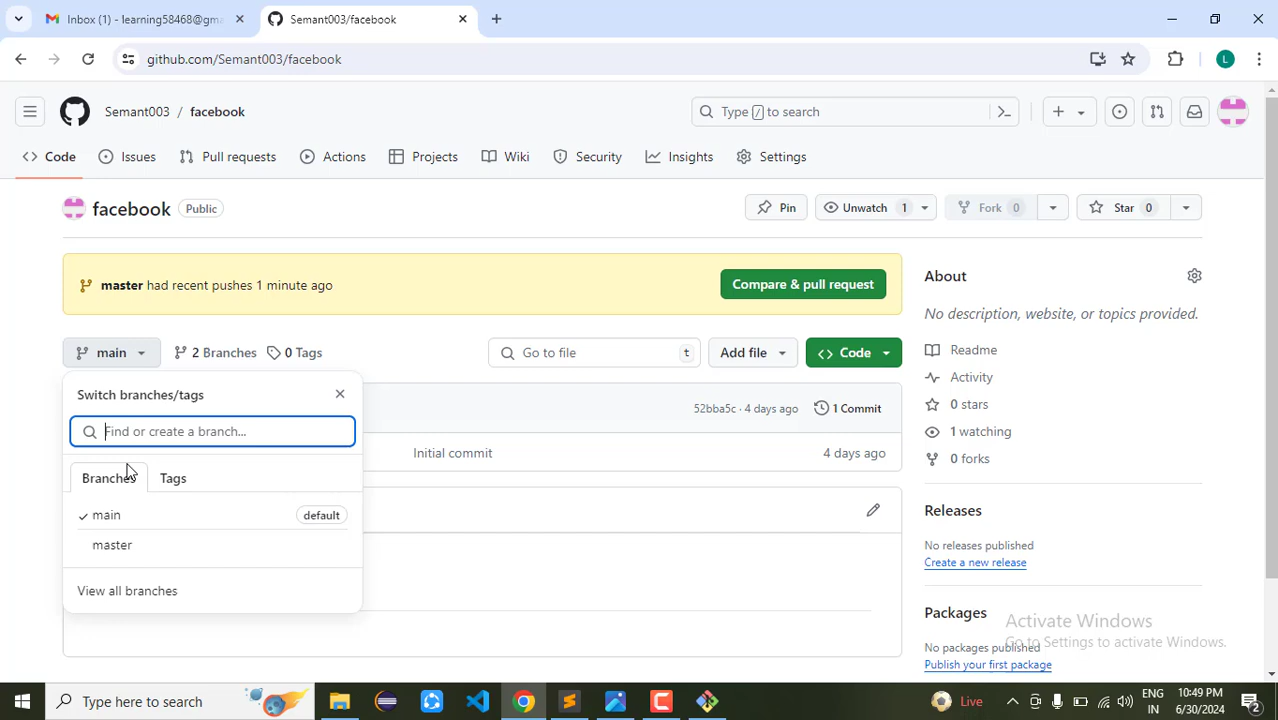 Inbox (1) - learning58468@gma
Semant003/facebook
github.com/Semant003/facebook
L
Semant003 / facebook
Type / to search
Code
Issues
Pull requests
Actions
Projects
Wiki
Security
Insights
Settings
facebook
Public
Pin
Unwatch 1
Fork 0
Star 0
master had recent pushes 1 minute ago
Compare & pull request
About
No description, website, or topics provided.
main
2 Branches
0 Tags
Go to file
t
Add file
Code
Readme
Activity
0 stars
1 watching
0 forks
Switch branches/tags
Find or create a branch...
Branches
Tags
main
default
master
View all branches
52bba5c · 4 days ago
1 Commit
Initial commit
4 days ago
Releases
No releases published
Create a new release
Packages
No packages published
Publish your first package
Activate Windows
Go to Settings to activate Windows.
Type here to search
Live
ENG
IN
10:49 PM
6/30/2024
2